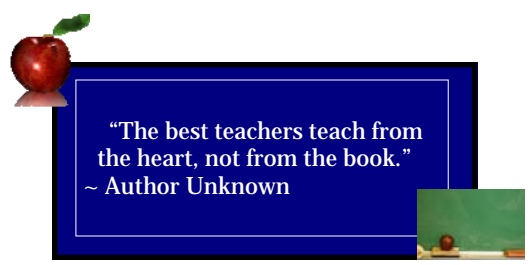 “The best teachers teach from
the heart, not from the book.”
~ Author Unknown